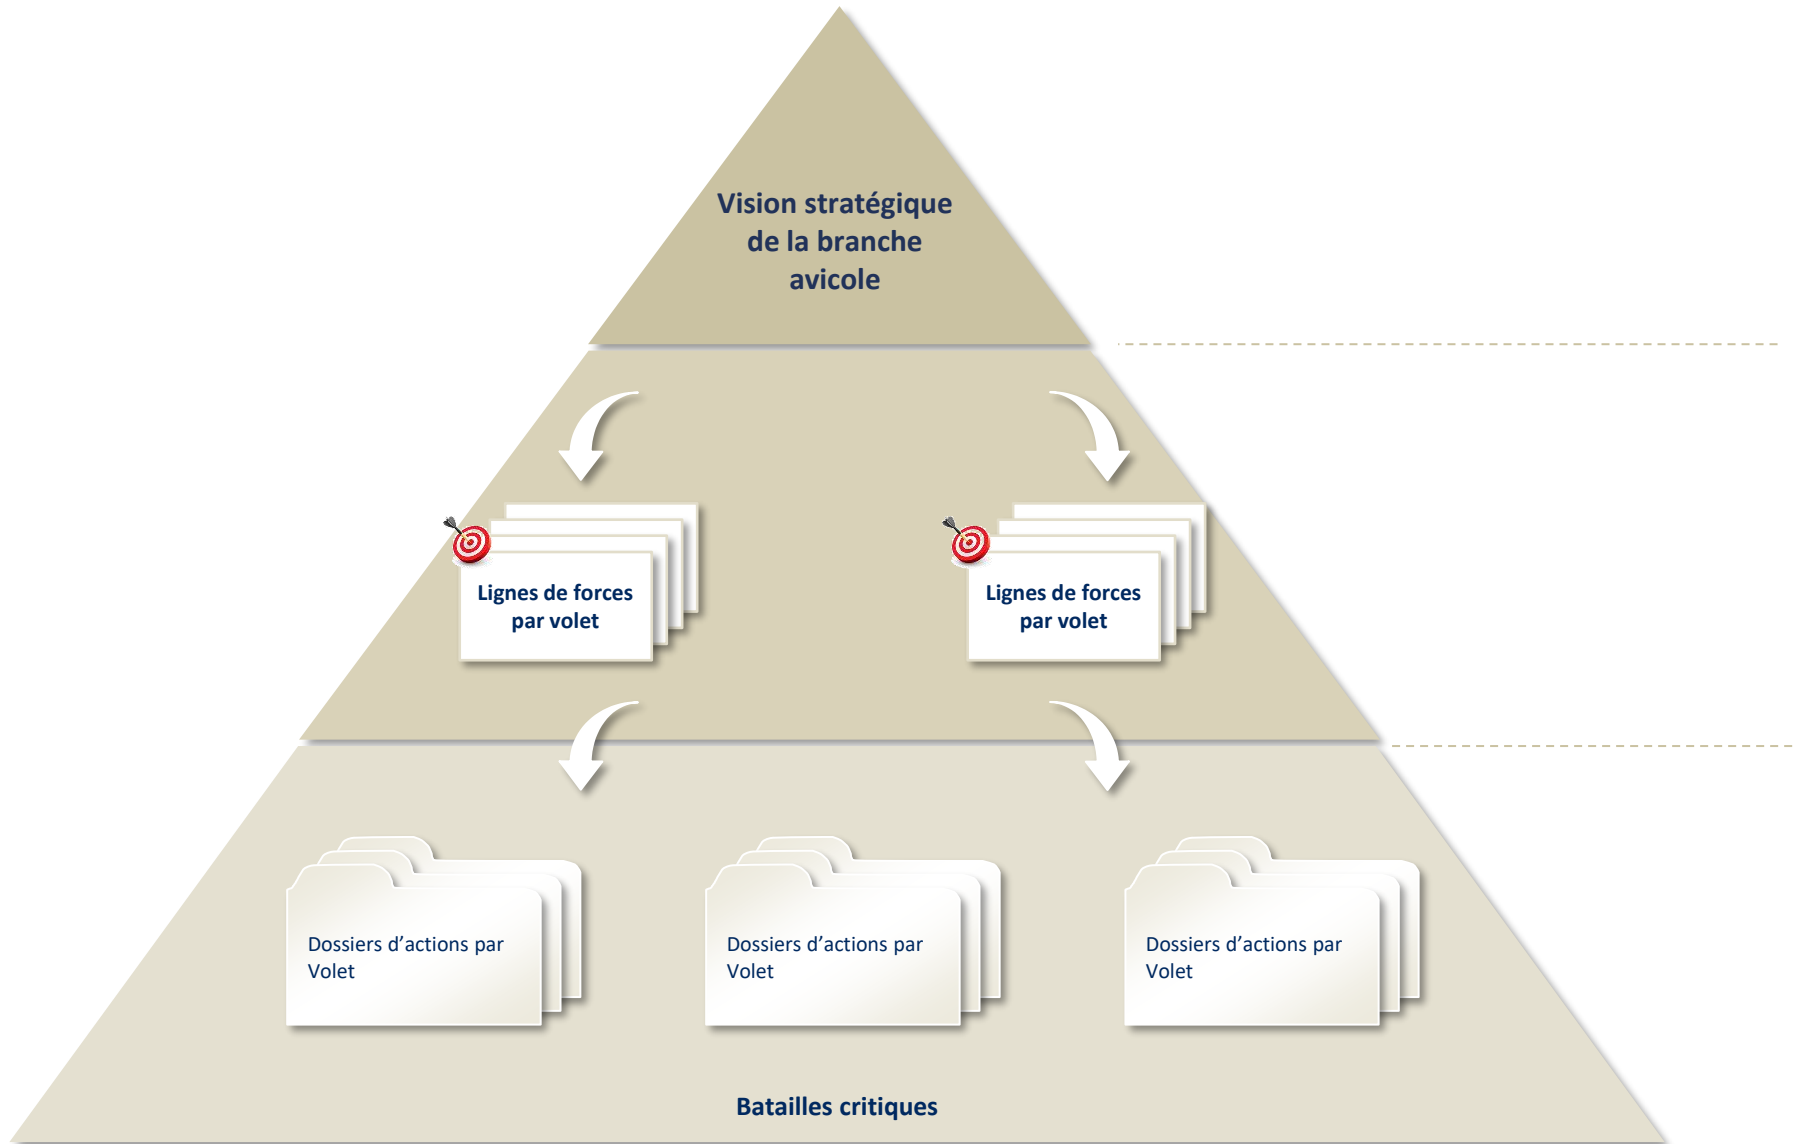 Vision stratégique
de la branche
avicole
Lignes de forces
par volet
Lignes de forces
par volet
Dossiers d’actions par
Volet
Dossiers d’actions par
Volet
Dossiers d’actions par
Volet
Batailles critiques